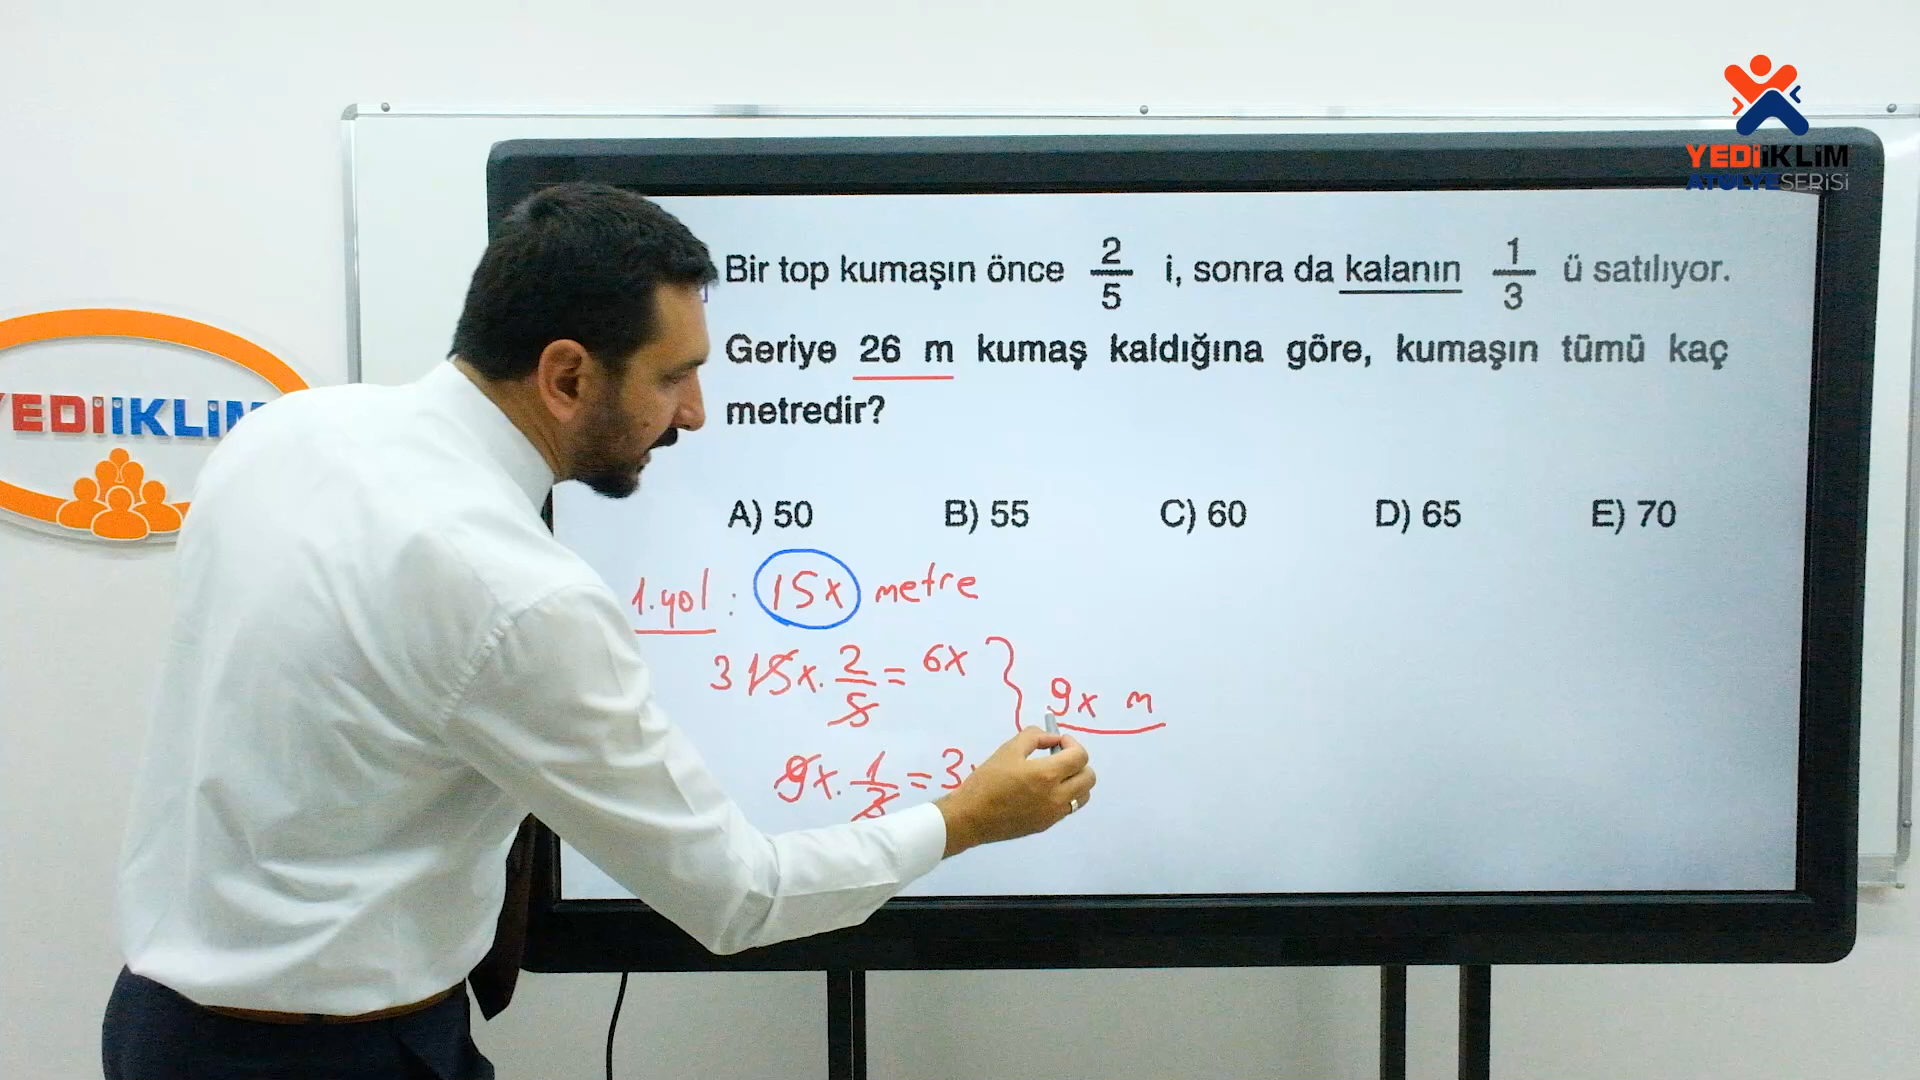 YEDİİKLİM
ATÖLYE SERİSİ
YEDİİKLİM
Bir top kumaşın önce 2/5 i, sonra da kalanın 1/3 ü satılıyor.
Geriye 26 m kumaş kaldığına göre, kumaşın tümü kaç
metredir?
A) 50 B) 55 C) 60 D) 65 E) 70
1.yol : 15x metre
3 15x. 2/5 = 6x } 9x m
9x. 1/3 = 3